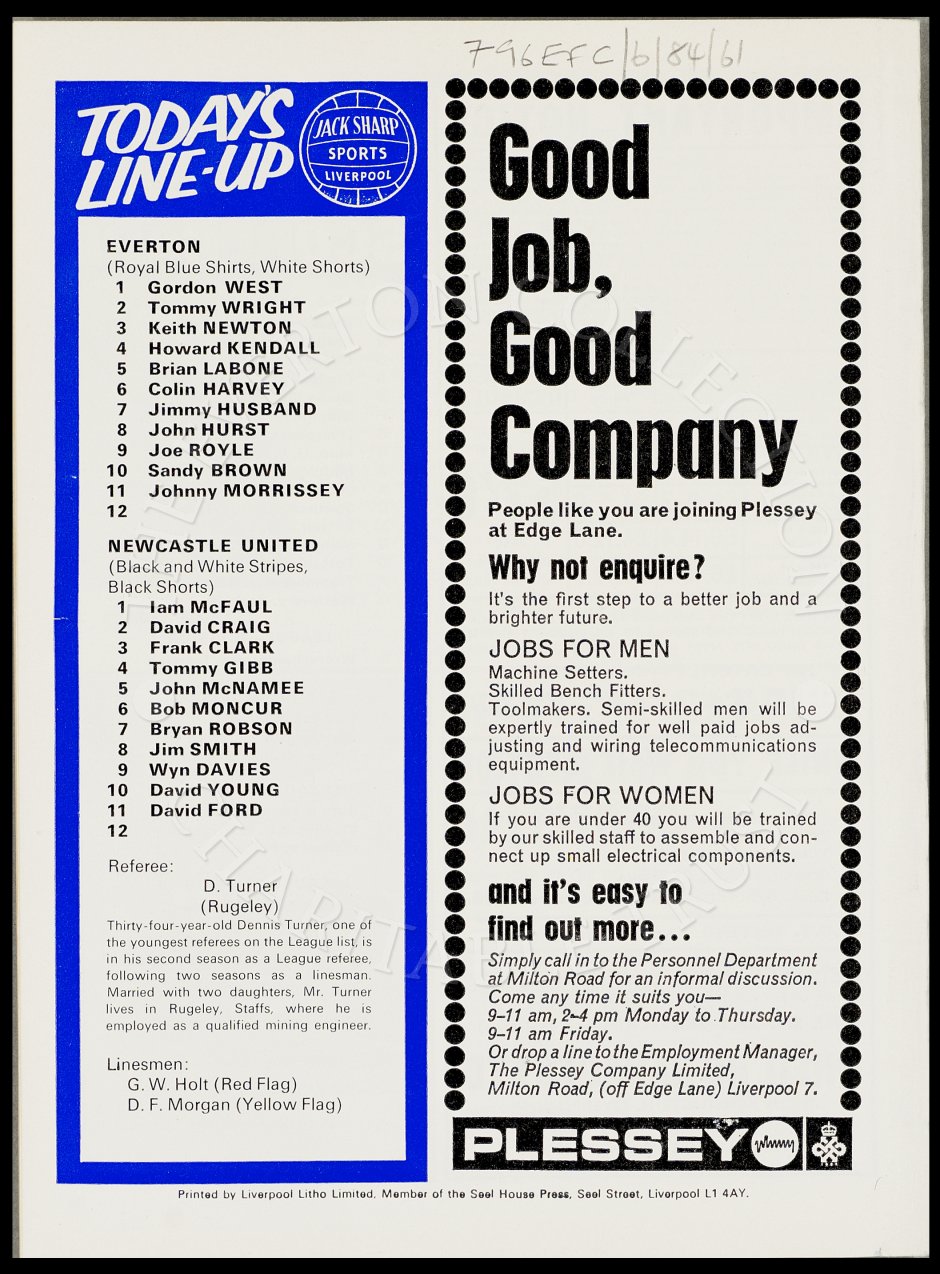 796EFC/6/84/61
TODAY'S
LINE-UP
JACK SHARP
SPORTS
LIVERPOOL
EVERTON
(Royal Blue Shirts, White Shorts)
1 Gordon WEST
2 Tommy WRIGHT
3 Keith NEWTON
4 Howard KENDALL
5 Brian LABONE
6 Colin HARVEY
7 Jimmy HUSBAND
8 John HURST
9 Joe ROYLE
10 Sandy BROWN
11 Johnny MORRISSEY
12
NEWCASTLE UNITED
(Black and White Stripes,
Black Shorts)
1 Iam McFAUL
2 David CRAIG
3 Frank CLARK
4 Tommy GIBB
5 John McNAMEE
6 Bob MONCUR
7 Bryan ROBSON
8 Jim SMITH
9 Wyn DAVIES
10 David YOUNG
11 David FORD
12
Referee:
D. Turner
(Rugeley)
Thirty-four-year-old Dennis Turner, one of
the youngest referees on the League list, is
in his second season as a League referee,
following two seasons as a linesman.
Married with two daughters, Mr. Turner
lives in Rugeley, Staffs, where he is
employed as a qualified mining engineer.
Linesmen:
G. W. Holt (Red Flag)
D. F. Morgan (Yellow Flag)
Good
Job,
Good
Company
People like you are joining Plessey
at Edge Lane.
Why not enquire?
It's the first step to a better job and a
brighter future.
JOBS FOR MEN
Machine Setters.
Skilled Bench Fitters.
Toolmakers. Semi-skilled men will be
expertly trained for well paid jobs ad-
justing and wiring telecommunications
equipment.
JOBS FOR WOMEN
If you are under 40 you will be trained
by our skilled staff to assemble and con-
nect up small electrical components.
and it's easy to
find out more...
Simply call in to the Personnel Department
at Milton Road for an informal discussion.
Come any time it suits you—
9-11 am, 2-4 pm Monday to Thursday.
9-11 am Friday.
Or drop a line to the Employment Manager,
The Plessey Company Limited,
Milton Road, (off Edge Lane) Liverpool 7.
PLESSEY
Printed by Liverpool Litho Limited, Member of the Seel House Press, Seel Street, Liverpool L1 4AY.
EVERTON COLLECTION
CHARITABLE TRUST